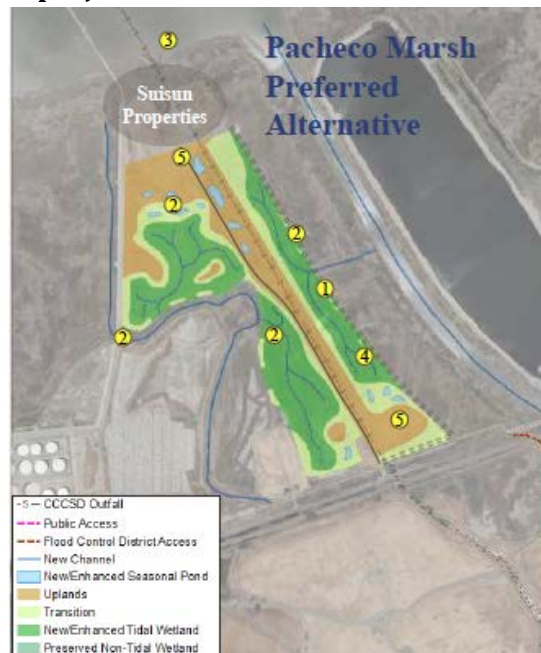 3
Pacheco Marsh
Preferred
Alternative
Suisun
Properties
5
2
2
1
2
2
4
5
-S- CCCSD Outfall
Public Access
Flood Control District Access
New Channel
New/Enhanced Seasonal Pond
Uplands
Transition
New/Enhanced Tidal Wetland
Preserved Non-Tidal Wetland